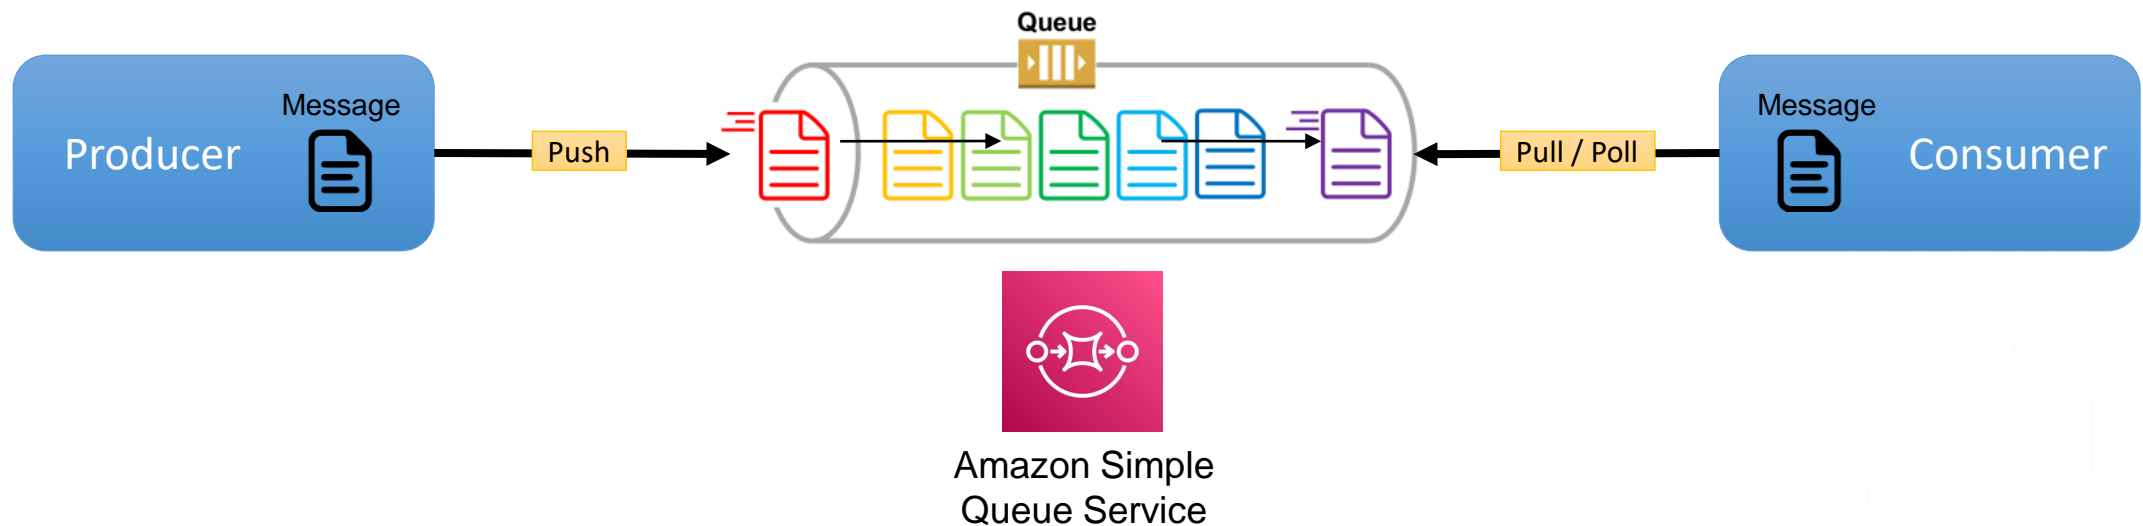 Queue
Message
Producer
Push
Pull / Poll
Message
Consumer
Amazon Simple
Queue Service